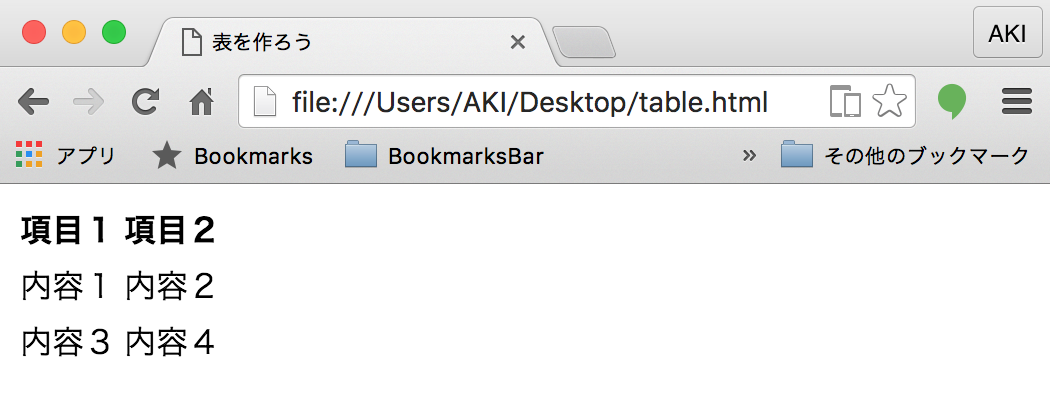 表を作ろう
AKI
file:///Users/AKI/Desktop/table.html
アプリ Bookmarks BookmarksBar » その他のブックマーク
項目１ 項目２
内容１ 内容２
内容３ 内容４